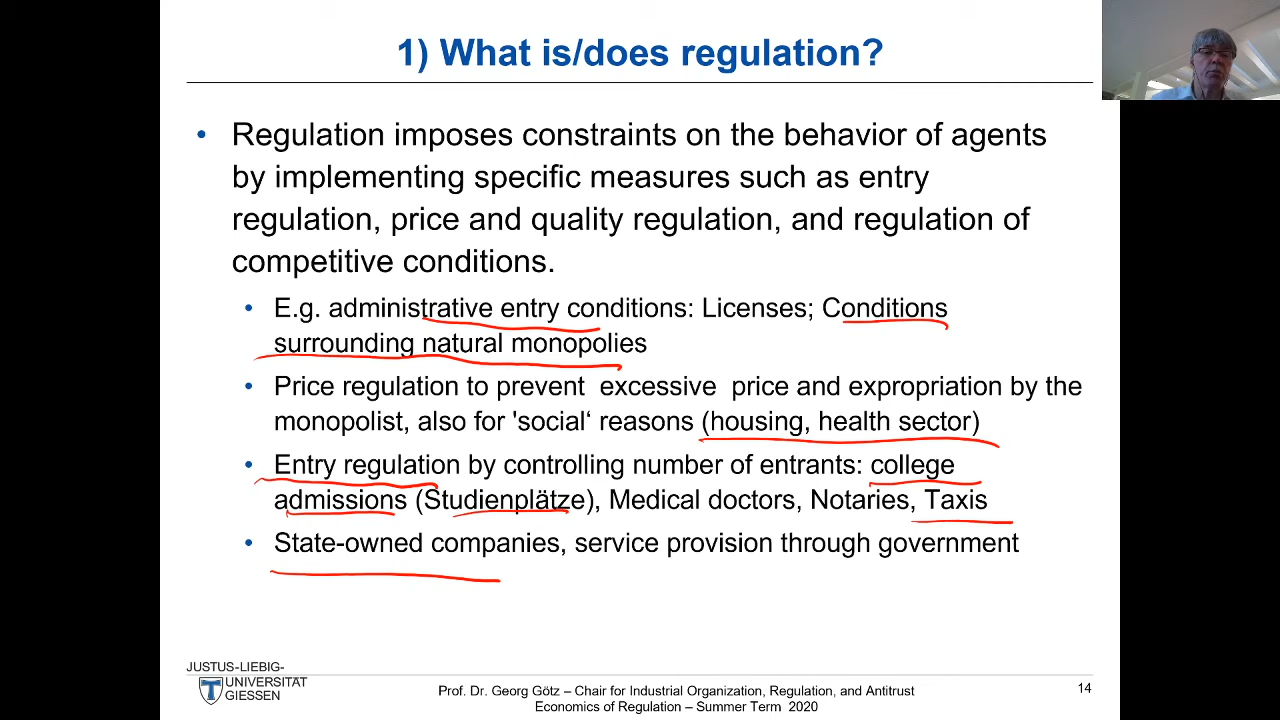 1) What is/does regulation?
• Regulation imposes constraints on the behavior of agents
by implementing specific measures such as entry
regulation, price and quality regulation, and regulation of
competitive conditions.
• E.g. administrative entry conditions: Licenses; Conditions
surrounding natural monopolies
• Price regulation to prevent excessive price and expropriation by the
monopolist, also for 'social‘ reasons (housing, health sector)
• Entry regulation by controlling number of entrants: college
admissions (Studienplätze), Medical doctors, Notaries, Taxis
• State-owned companies, service provision through government
JUSTUS-LIEBIG-
UNIVERSITÄT
GIESSEN
Prof. Dr. Georg Götz – Chair for Industrial Organization, Regulation, and Antitrust
Economics of Regulation – Summer Term 2020
14